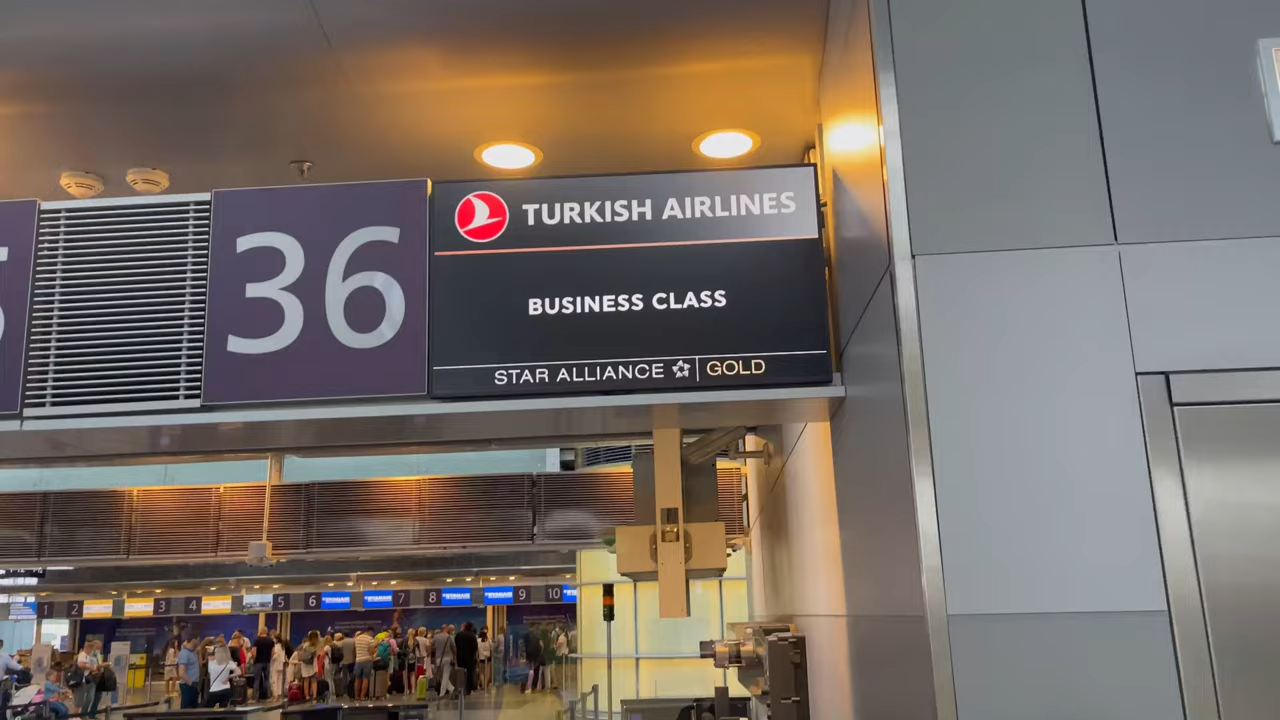 36
TURKISH AIRLINES
BUSINESS CLASS
STAR ALLIANCE GOLD
1 2 3 4 5 6 7 8 9 10